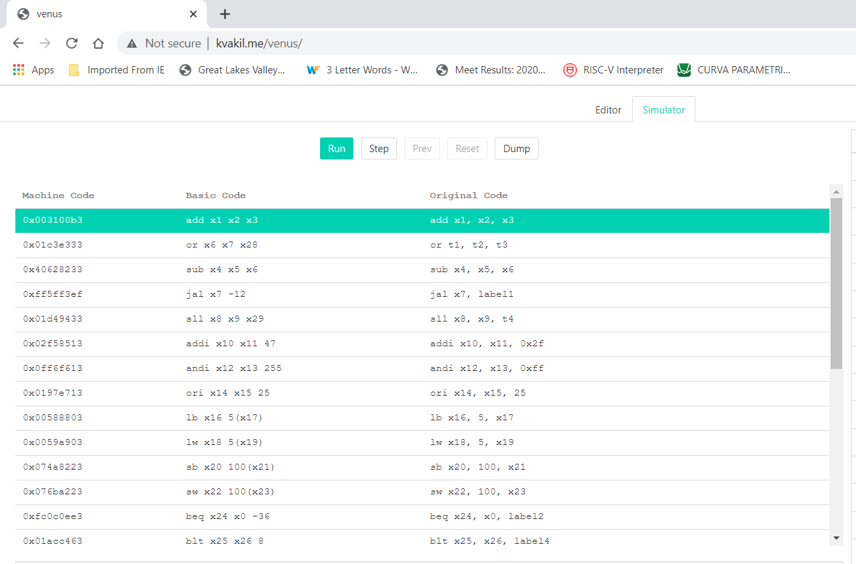 venus
Not secure | kvakil.me/venus/
Apps Imported From IE Great Lakes Valley... 3 Letter Words - W... Meet Results: 2020... RISC-V Interpreter CURVA PARAMETRI...
Editor Simulator
Run Step Prev Reset Dump
Machine Code Basic Code Original Code
0x003100b3 add x1 x2 x3 add x1, x2, x3
0x01c3e333 or x6 x7 x28 or t1, t2, t3
0x40628233 sub x4 x5 x6 sub x4, x5, x6
0xff5ff3ef jal x7 -12 jal x7, label1
0x01d49433 sll x8 x9 x29 sll x8, x9, t4
0x02f58513 addi x10 x11 47 addi x10, x11, 0x2f
0x0ff6f613 andi x12 x13 255 andi x12, x13, 0xff
0x0197e713 ori x14 x15 25 ori x14, x15, 25
0x00588803 lb x16 5(x17) lb x16, 5, x17
0x0059a903 lw x18 5(x19) lw x18, 5, x19
0x074a8223 sb x20 100(x21) sb x20, 100, x21
0x076ba223 sw x22 100(x23) sw x22, 100, x23
0xfc0c0ee3 beq x24 x0 -36 beq x24, x0, label2
0x01acc463 blt x25 x26 8 blt x25, x26, label4